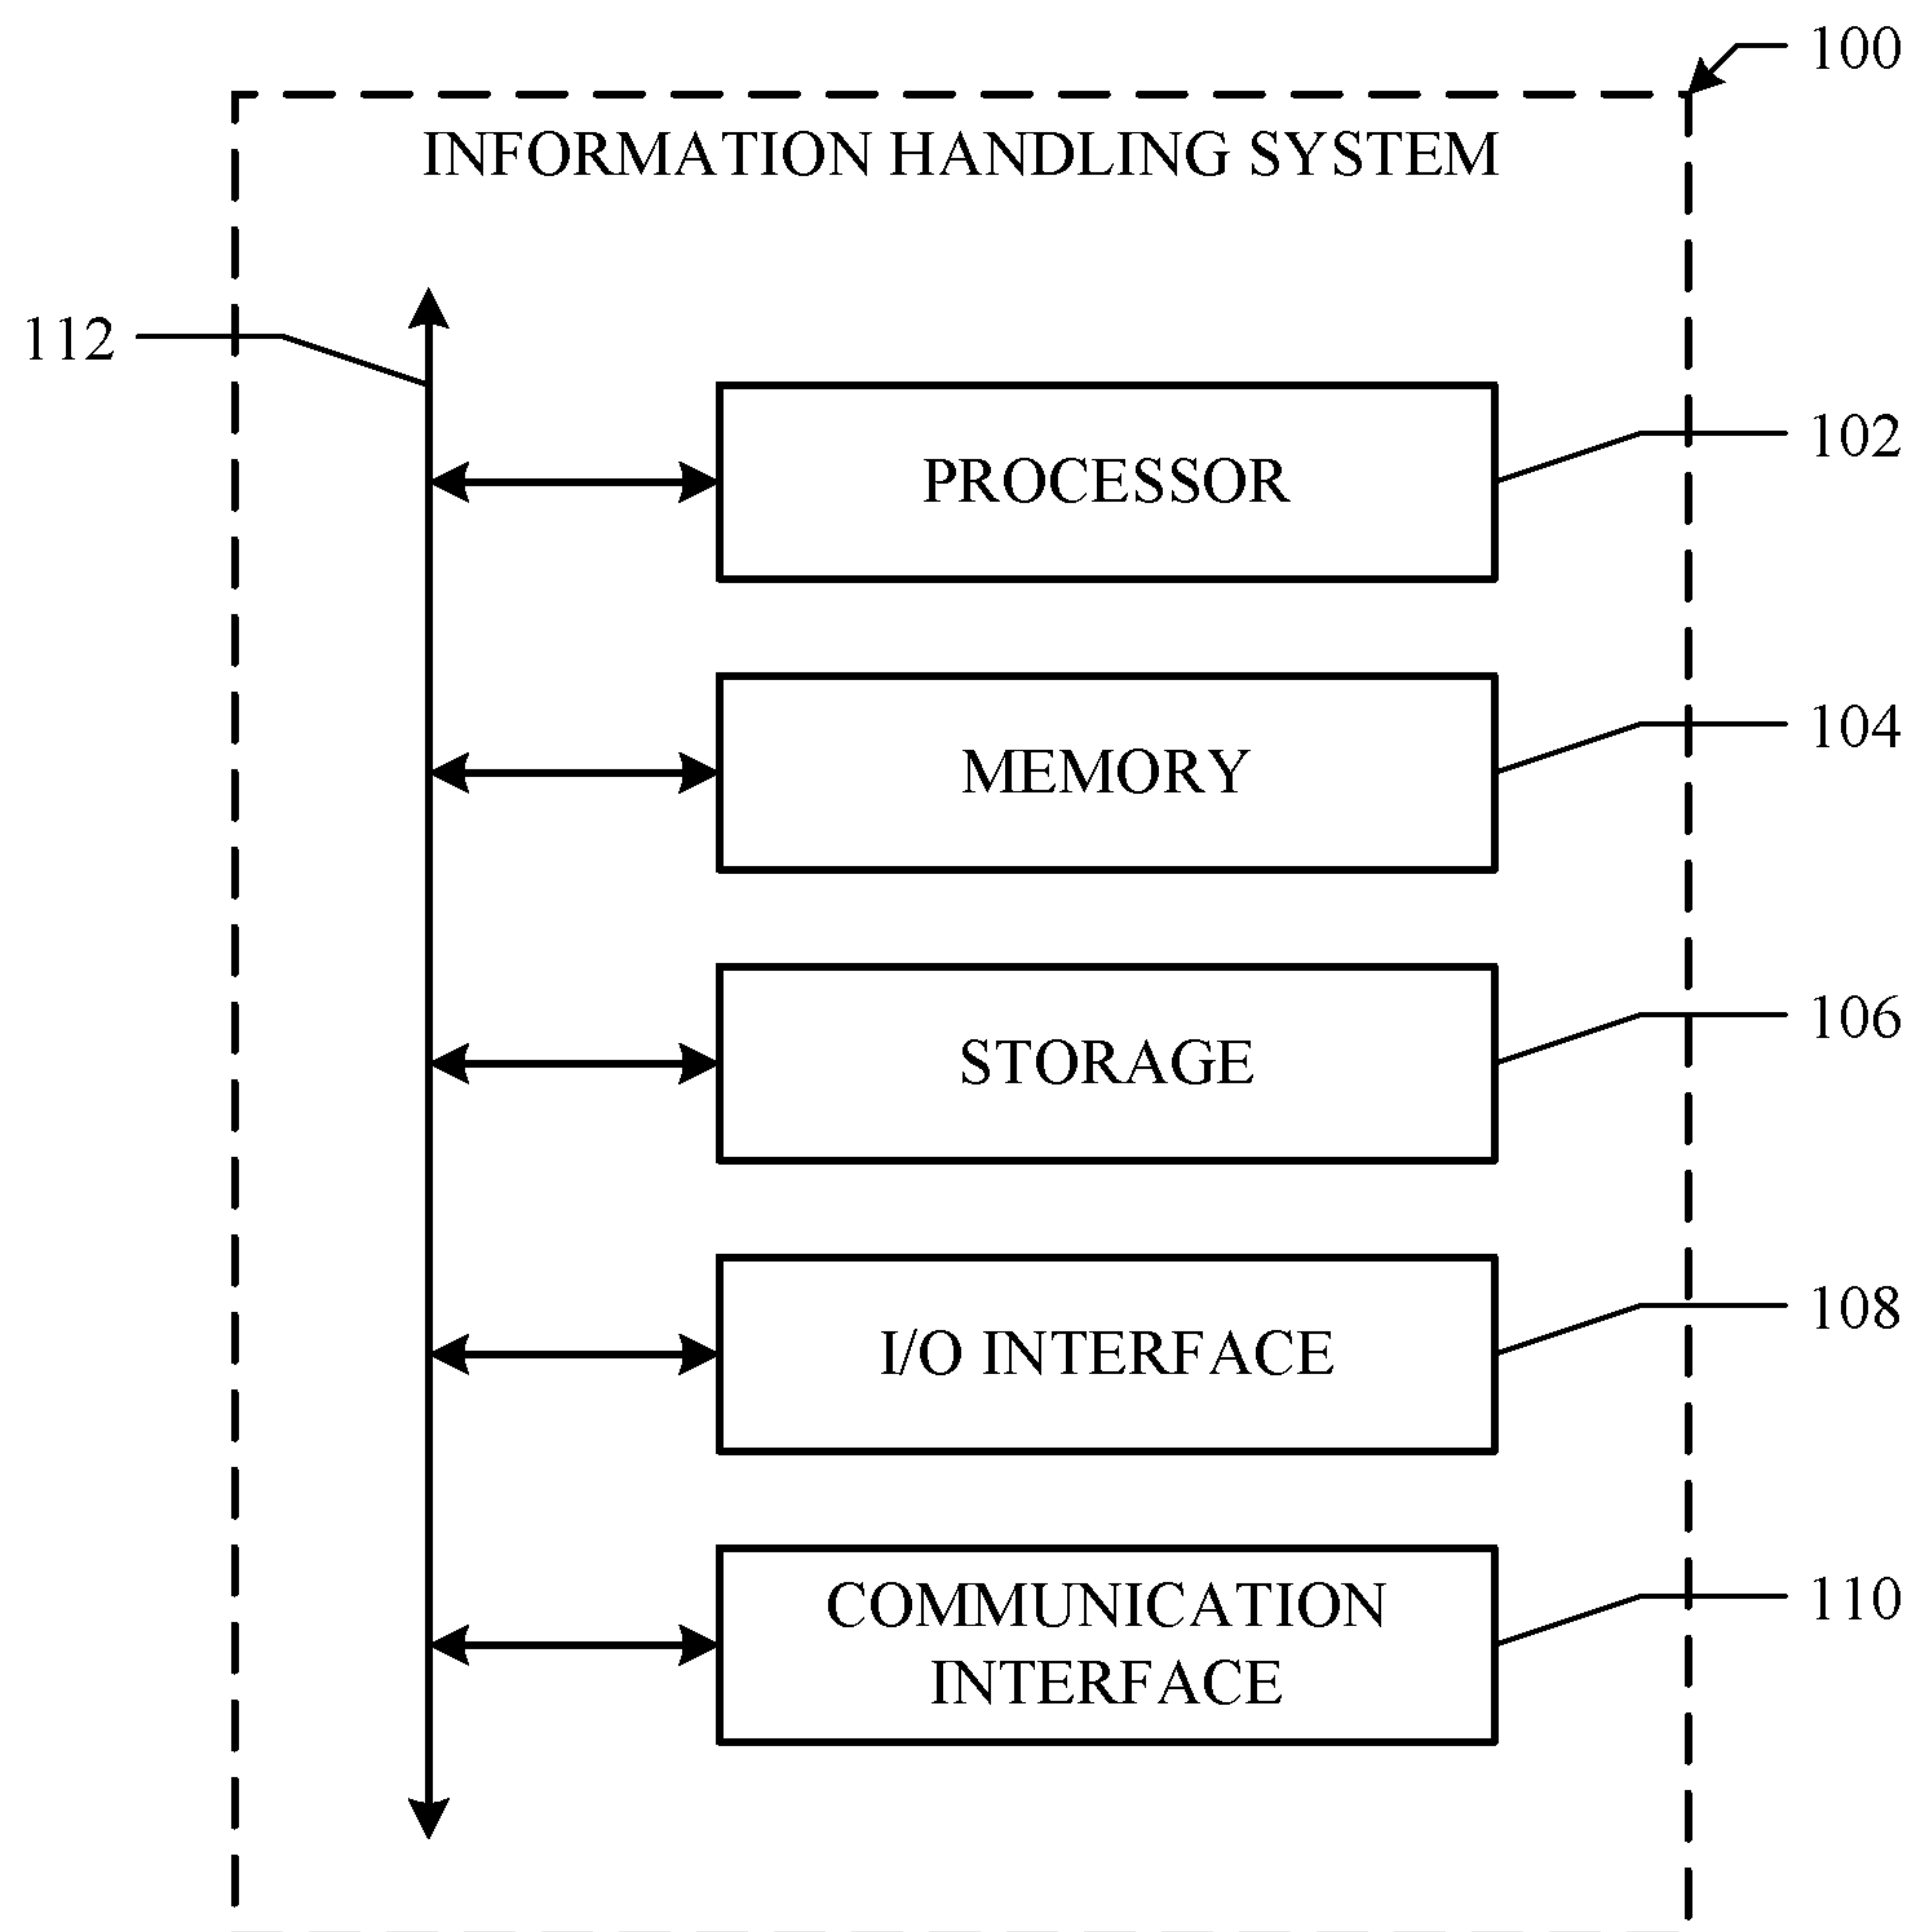 100
INFORMATION HANDLING SYSTEM
112
102
PROCESSOR
104
MEMORY
106
STORAGE
108
I/O INTERFACE
110
COMMUNICATION
INTERFACE